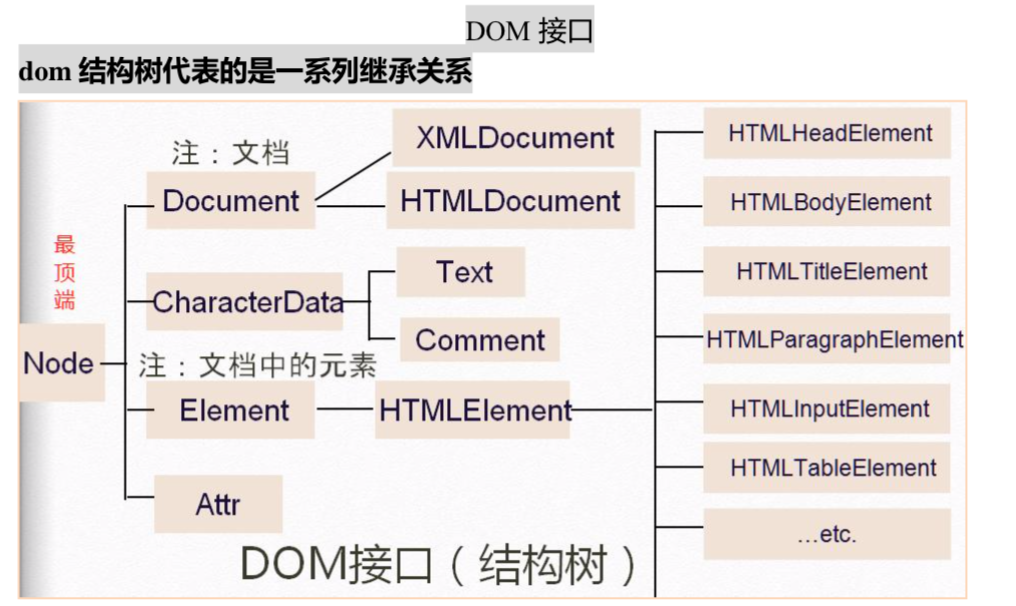 DOM 接口
dom 结构树代表的是一系列继承关系
注：文档
XMLDocument
HTMLHeadElement
Document
HTMLDocument
HTMLBodyElement
最
顶
端
CharacterData
Text
HTMLTitleElement
Comment
HTMLParagraphElement
Node
注：文档中的元素
Element
HTMLElement
HTMLInputElement
HTMLTableElement
Attr
...etc.
DOM接口（结构树）